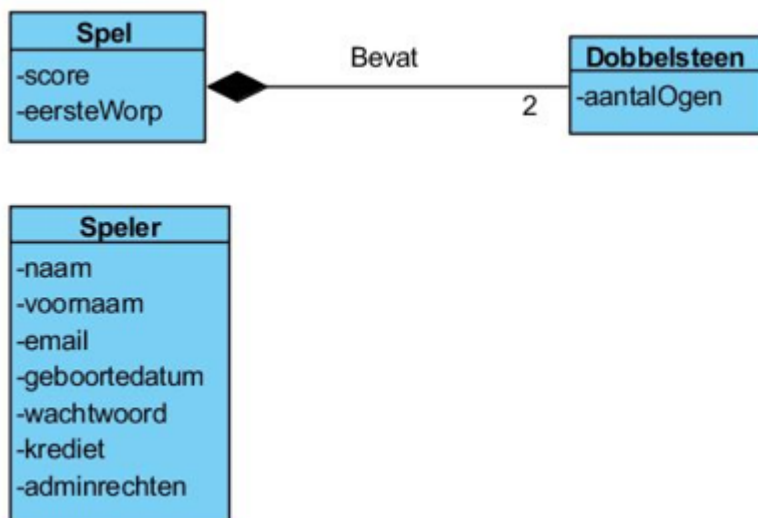 Spel
-score
-eersteWorp
Bevat
2
Dobbelsteen
-aantalOgen
Speler
-naam
-voornaam
-email
-geboortedatum
-wachtwoord
-krediet
-adminrechten